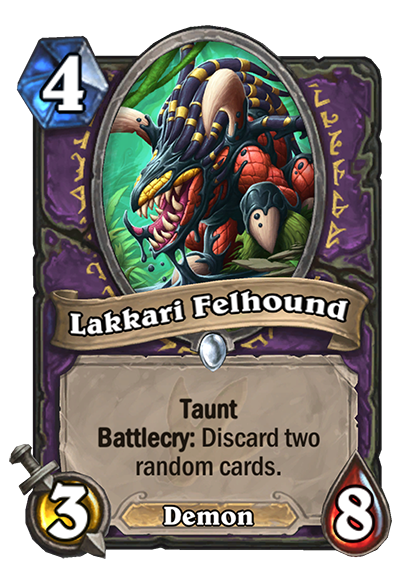 4
Lakkari Felhound
Taunt
Battlecry: Discard two
random cards.
3
Demon
8